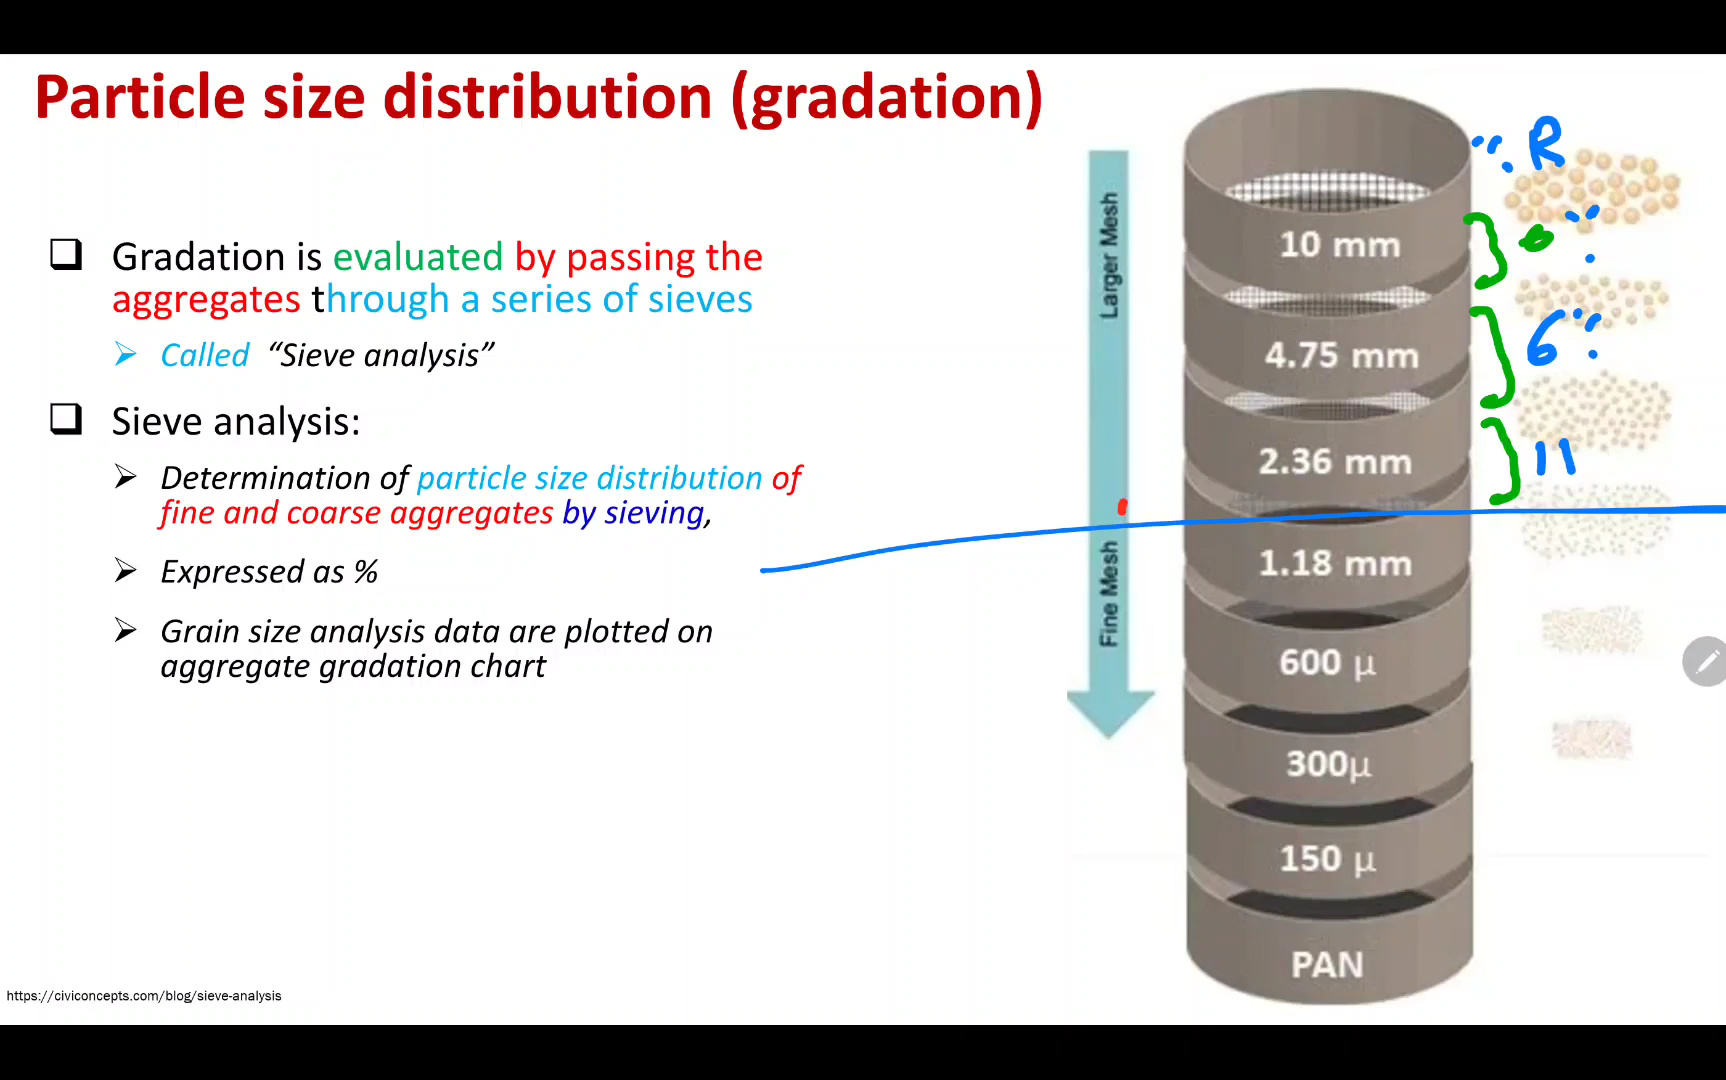 Particle size distribution (gradation)
❑ Gradation is evaluated by passing the
aggregates through a series of sieves
➢ Called “Sieve analysis”
❑ Sieve analysis:
➢ Determination of particle size distribution of
fine and coarse aggregates by sieving,
➢ Expressed as %
➢ Grain size analysis data are plotted on
aggregate gradation chart
https://civiconcepts.com/blog/sieve-analysis
Larger Mesh
Fine Mesh
10 mm
4.75 mm
2.36 mm
1.18 mm
600 µ
300µ
150 µ
PAN
% R
0 %
6 %
11